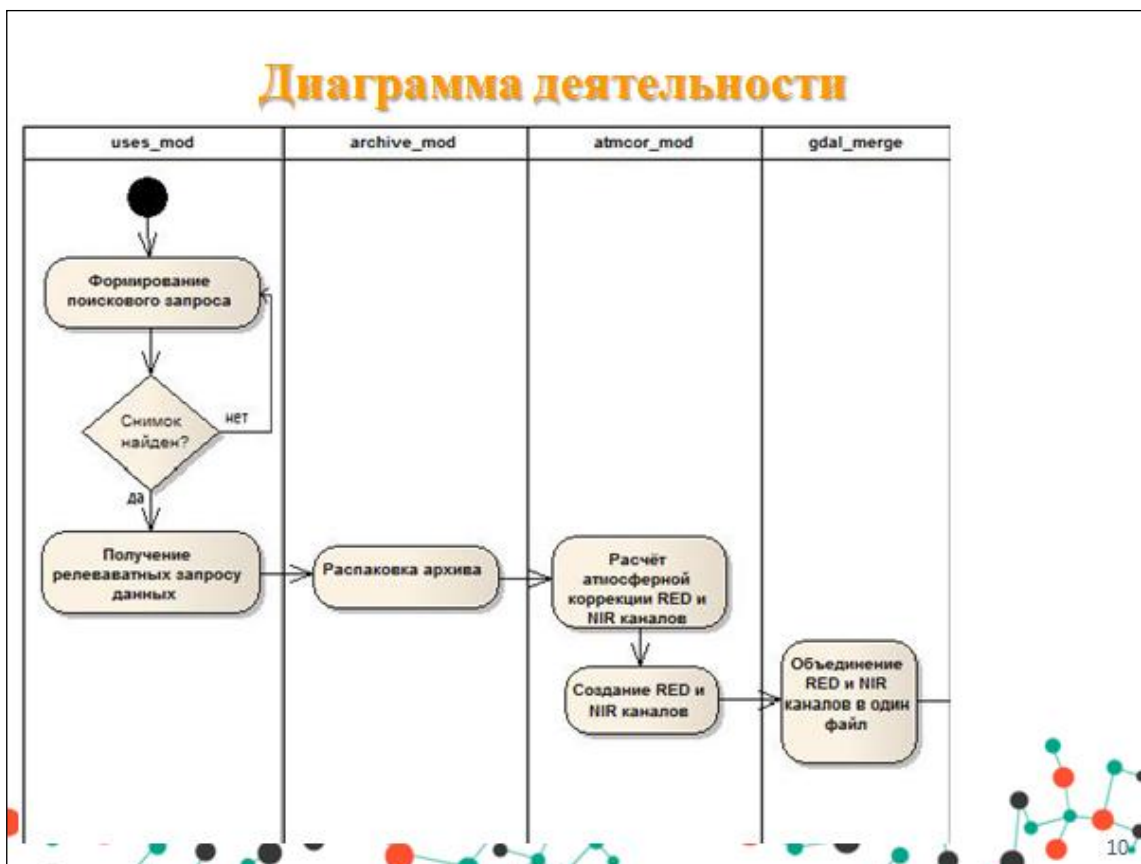 Диаграмма деятельности
uses_mod
archive_mod
atmcor_mod
gdal_merge
Формирование
поискового запроса
Снимок
найден?
нет
да
Получение
релеваватных запросу
данных
Распаковка архива
Расчёт
атмосферной
коррекции RED и
NIR каналов
Создание RED и
NIR каналов
Объединение
RED и NIR
каналов в один
файл
10